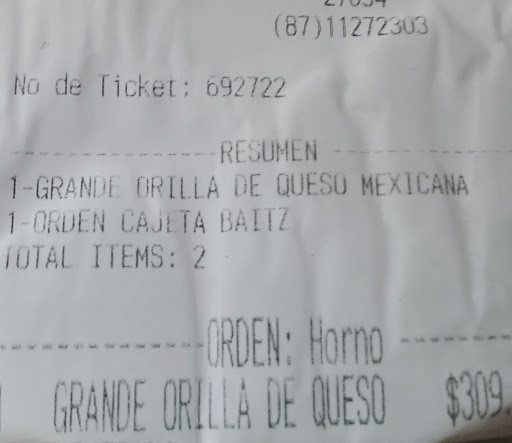 (87)11272303
No de Ticket: 692722
RESUMEN
1-GRANDE ORILLA DE QUESO MEXICANA
1-ORDEN CAJETA BAITZ
TOTAL ITEMS: 2
ORDEN: Horno
GRANDE ORILLA DE QUESO $309.